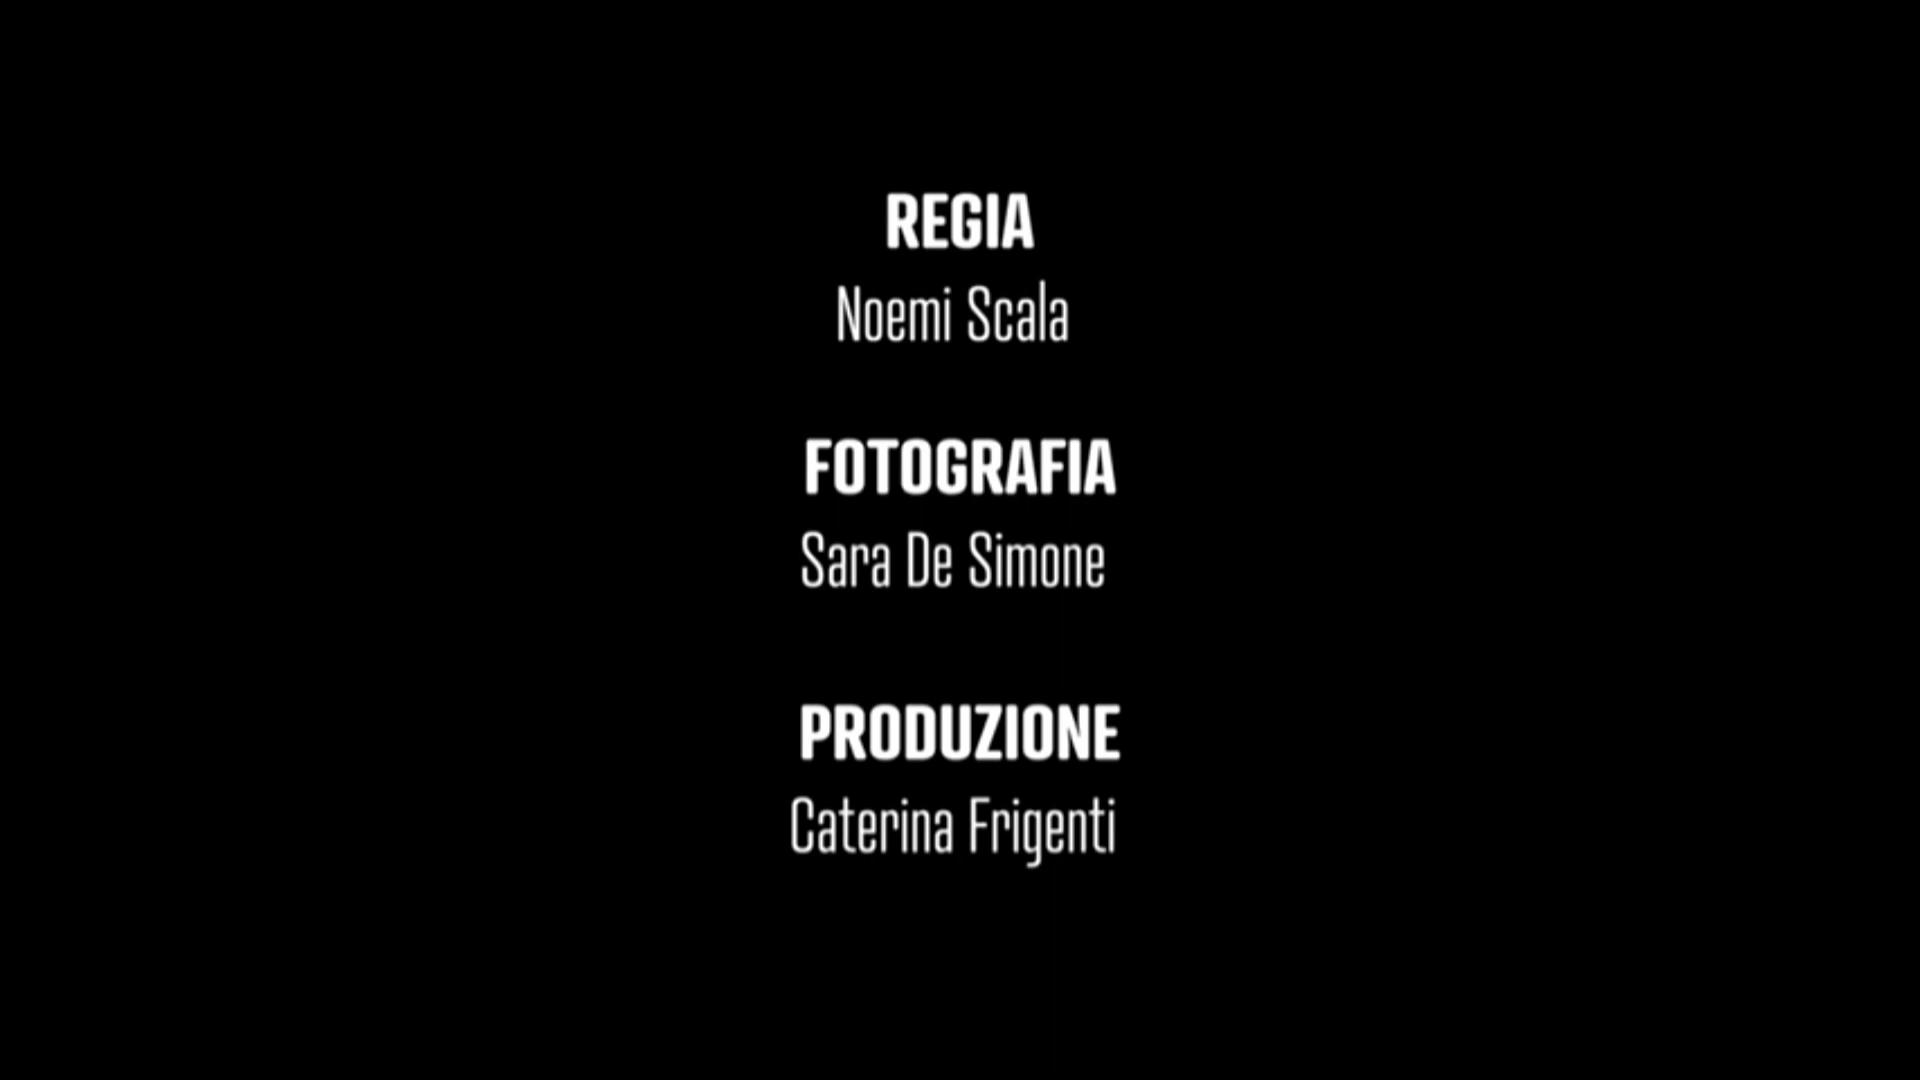 REGIA
Noemi Scala
FOTOGRAFIA
Sara De Simone
PRODUZIONE
Caterina Frigenti